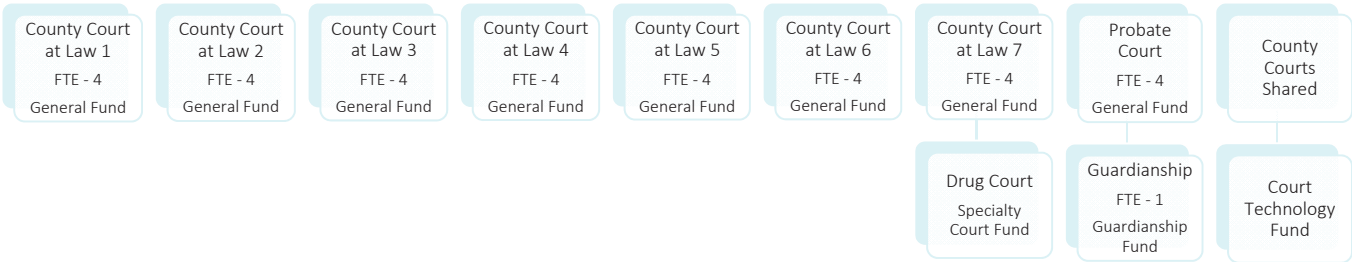 County Court
at Law 1
FTE - 4
General Fund
County Court
at Law 2
FTE - 4
General Fund
County Court
at Law 3
FTE - 4
General Fund
County Court
at Law 4
FTE - 4
General Fund
County Court
at Law 5
FTE - 4
General Fund
County Court
at Law 6
FTE - 4
General Fund
County Court
at Law 7
FTE - 4
General Fund
Probate
Court
FTE - 4
General Fund
County
Courts
Shared
Drug Court
Specialty
Court Fund
Guardianship
FTE - 1
Guardianship
Fund
Court
Technology
Fund